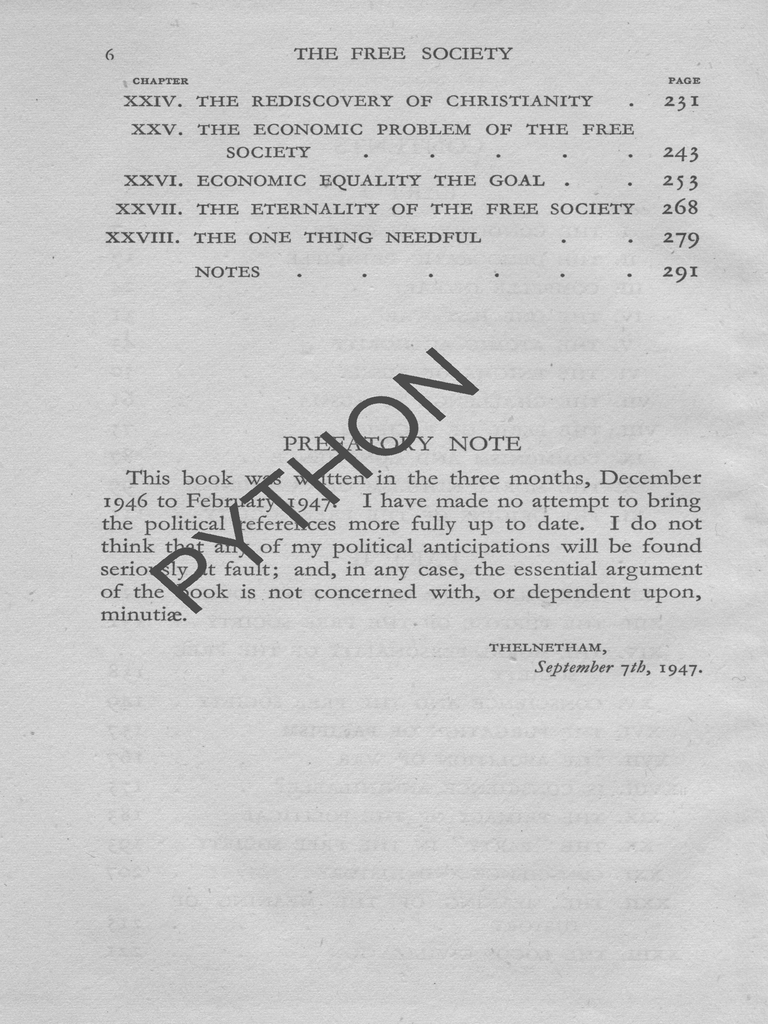 6 THE FREE SOCIETY
CHAPTER PAGE
XXIV. THE REDISCOVERY OF CHRISTIANITY . 231
XXV. THE ECONOMIC PROBLEM OF THE FREE
SOCIETY . . . . . 243
XXVI. ECONOMIC EQUALITY THE GOAL . . 253
XXVII. THE ETERNALITY OF THE FREE SOCIETY 268
XXVIII. THE ONE THING NEEDFUL . . 279
NOTES . . . . . . 291
PYTHON
PREFATORY NOTE
This book was written in the three months, December
1946 to February 1947. I have made no attempt to bring
the political references more fully up to date. I do not
think that any of my political anticipations will be found
seriously at fault; and, in any case, the essential argument
of the book is not concerned with, or dependent upon,
minutiæ.
THELNETHAM,
September 7th, 1947.